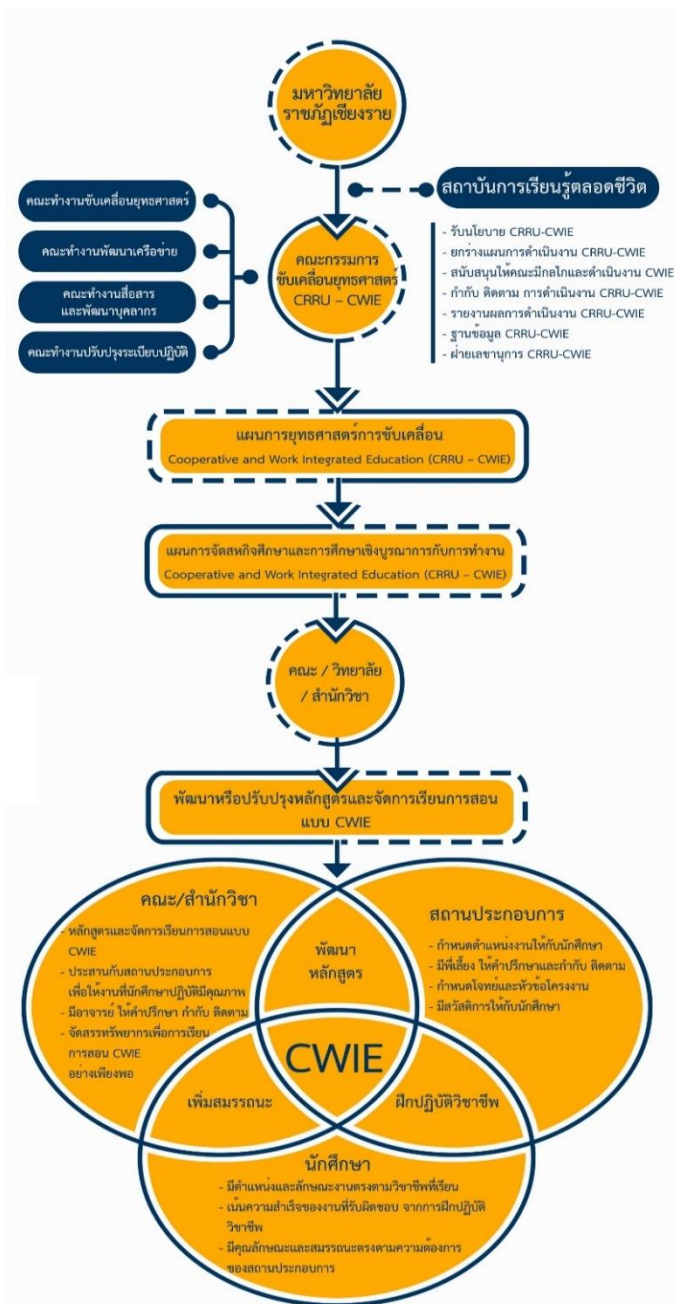 มหาวิทยาลัย
ราชภัฏเชียงราย
สถาบันการเรียนรู้ตลอดชีวิต
- รับนโยบาย CRRU-CWIE
- ยกร่างแผนการดำเนินงาน CRRU-CWIE
- สนับสนุนให้คณะมีกลไกและดำเนินงาน CWIE
- กำกับ ติดตาม การดำเนินงาน CRRU-CWIE
- รายงานผลการดำเนินงาน CRRU-CWIE
- ฐานข้อมูล CRRU-CWIE
- ฝ่ายเลขานุการ CRRU-CWIE
คณะทำงานขับเคลื่อนยุทธศาสตร์
คณะทำงานพัฒนาเครือข่าย
คณะทำงานสื่อสาร
และพัฒนาบุคลากร
คณะทำงานปรับปรุงระเบียบปฏิบัติ
คณะกรรมการ
ขับเคลื่อนยุทธศาสตร์
CRRU – CWIE
แผนการยุทธศาสตร์การขับเคลื่อน
Cooperative and Work Integrated Education (CRRU – CWIE)
แผนการจัดสหกิจศึกษาและการศึกษาเชิงบูรณาการกับการทำงาน
Cooperative and Work Integrated Education (CRRU – CWIE)
คณะ / วิทยาลัย
/ สำนักวิชา
พัฒนาหรือปรับปรุงหลักสูตรและจัดการเรียนการสอน
แบบ CWIE
คณะ/สำนักวิชา
- หลักสูตรและจัดการเรียนการสอนแบบ
CWIE
- ประสานกับสถานประกอบการ
เพื่อให้งานที่นักศึกษาปฏิบัติมีคุณภาพ
- มีอาจารย์ ให้คำปรึกษา กำกับ ติดตาม
- จัดสรรทรัพยากรเพื่อการเรียน
การสอน CWIE
อย่างเพียงพอ
พัฒนา
หลักสูตร
สถานประกอบการ
- กำหนดตำแหน่งงานให้กับนักศึกษา
- มีพี่เลี้ยง ให้คำปรึกษาและกำกับ ติดตาม
- กำหนดโจทย์และหัวข้อโครงงาน
- มีสวัสดิการให้กับนักศึกษา
CWIE
เพิ่มสมรรถนะ
ฝึกปฏิบัติวิชาชีพ
นักศึกษา
- มีตำแหน่งและลักษณะงานตรงตามวิชาชีพที่เรียน
- เน้นความสำเร็จของงานที่รับผิดชอบ จากการฝึกปฏิบัติ
วิชาชีพ
- มีคุณลักษณะและสมรรถนะตรงตามความต้องการ
ของสถานประกอบการ